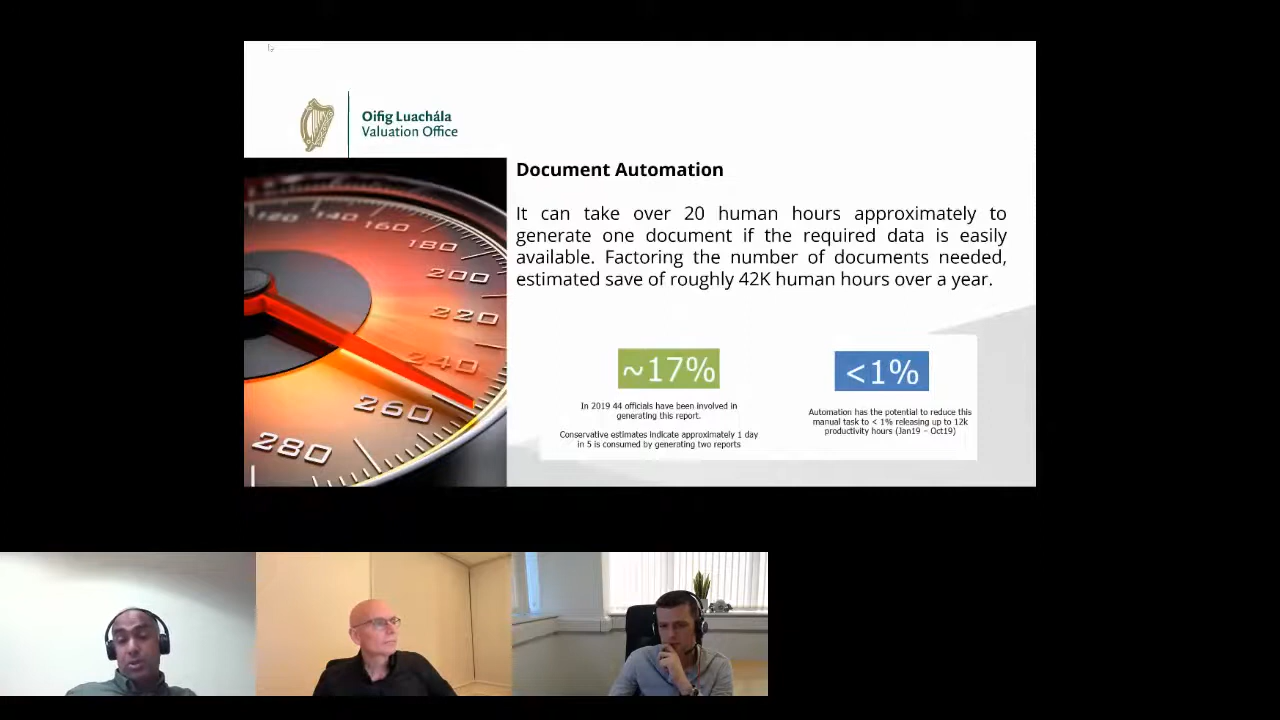 Oifig Luachála
Valuation Office
Document Automation
It can take over 20 human hours approximately to
generate one document if the required data is easily
available. Factoring the number of documents needed,
estimated save of roughly 42K human hours over a year.
120
140
160
180
200
220
240
260
280
~17%
In 2019 44 officials have been involved in
generating this report.
Conservative estimates indicate approximately 1 day
in 5 is consumed by generating two reports
<1%
Automation has the potential to reduce this
manual task to < 1% releasing up to 12k
productivity hours (Jan19 – Oct19)